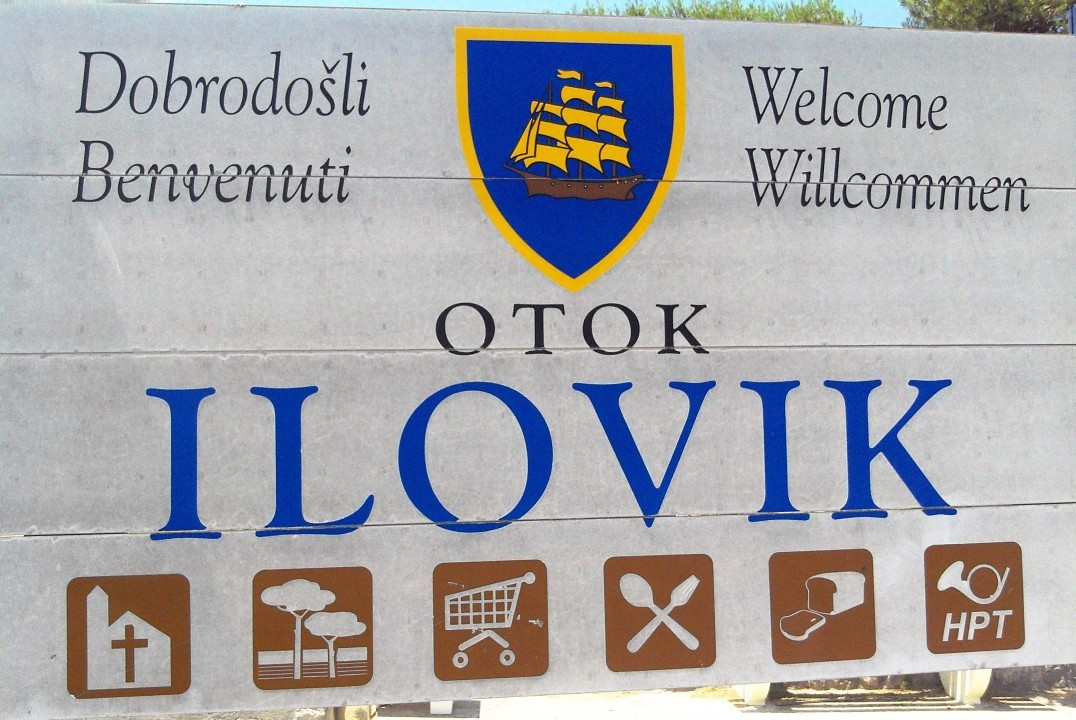 Dobrodošli
Benvenuti
Welcome
Willcommen
OTOK
ILOVIK
HPT